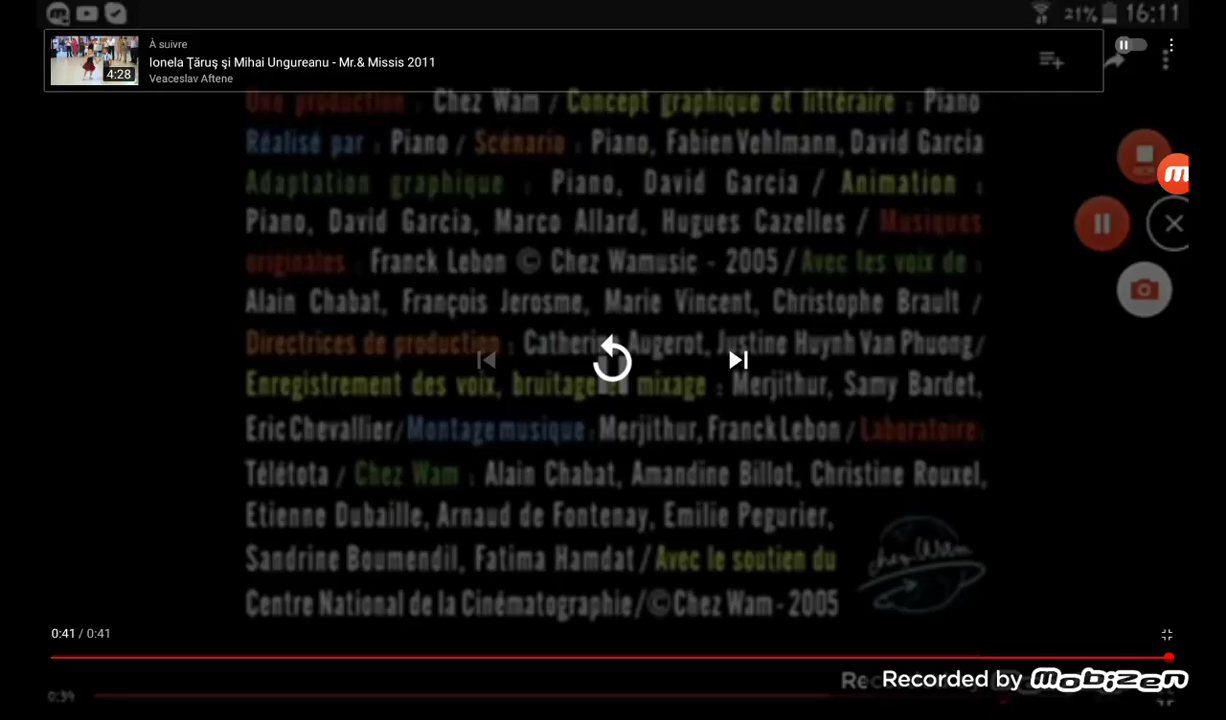 21% 16:11
À suivre
Ionela Ţăruş şi Mihai Ungureanu - Mr.& Missis 2011
Veaceslav Aftene
4:28
Une production : Chez Wam / Concept graphique et littéraire : Piano
Réalisé par : Piano / Scénario : Piano, Fabien Vehlmann, David Garcia
Adaptation graphique : Piano, David Garcia / Animation :
Piano, David Garcia, Marco Allard, Hugues Cazelles / Musiques
originales : Franck Lebon © Chez Wamusic - 2005 / Avec les voix de :
Alain Chabat, François Jerosme, Marie Vincent, Christophe Brault /
Directrices de production : Catherine Augerot, Justine Huynh Van Phuong/
Enregistrement des voix, bruitage et mixage : Merjithur, Samy Bardet,
Eric Chevallier/Montage musique : Merjithur, Franck Lebon / Laboratoire :
Télétota / Chez Wam : Alain Chabat, Amandine Billot, Christine Rouxel,
Etienne Dubaille, Arnaud de Fontenay, Emilie Pegurier,
Sandrine Boumendil, Fatima Hamdat / Avec le soutien du
Centre National de la Cinématographie/©Chez Wam - 2005
chez Wam
0:41 / 0:41
Recorded by mobizen
0:34